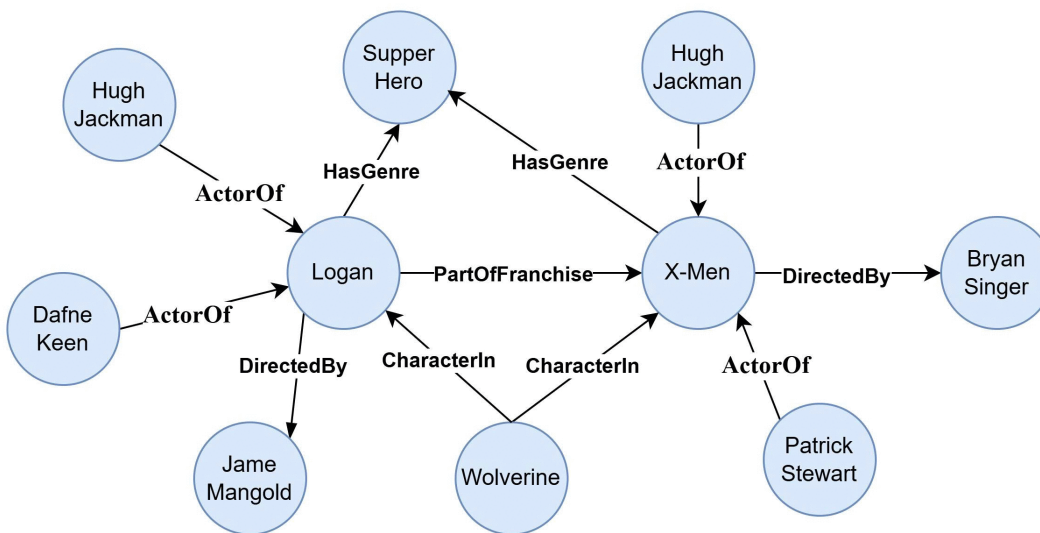 Supper
Hero
Hugh
Jackman
Hugh
Jackman
HasGenre
HasGenre
ActorOf
ActorOf
Logan
PartOfFranchise
X-Men
DirectedBy
Bryan
Singer
Dafne
Keen
ActorOf
DirectedBy
CharacterIn
CharacterIn
ActorOf
Jame
Mangold
Wolverine
Patrick
Stewart